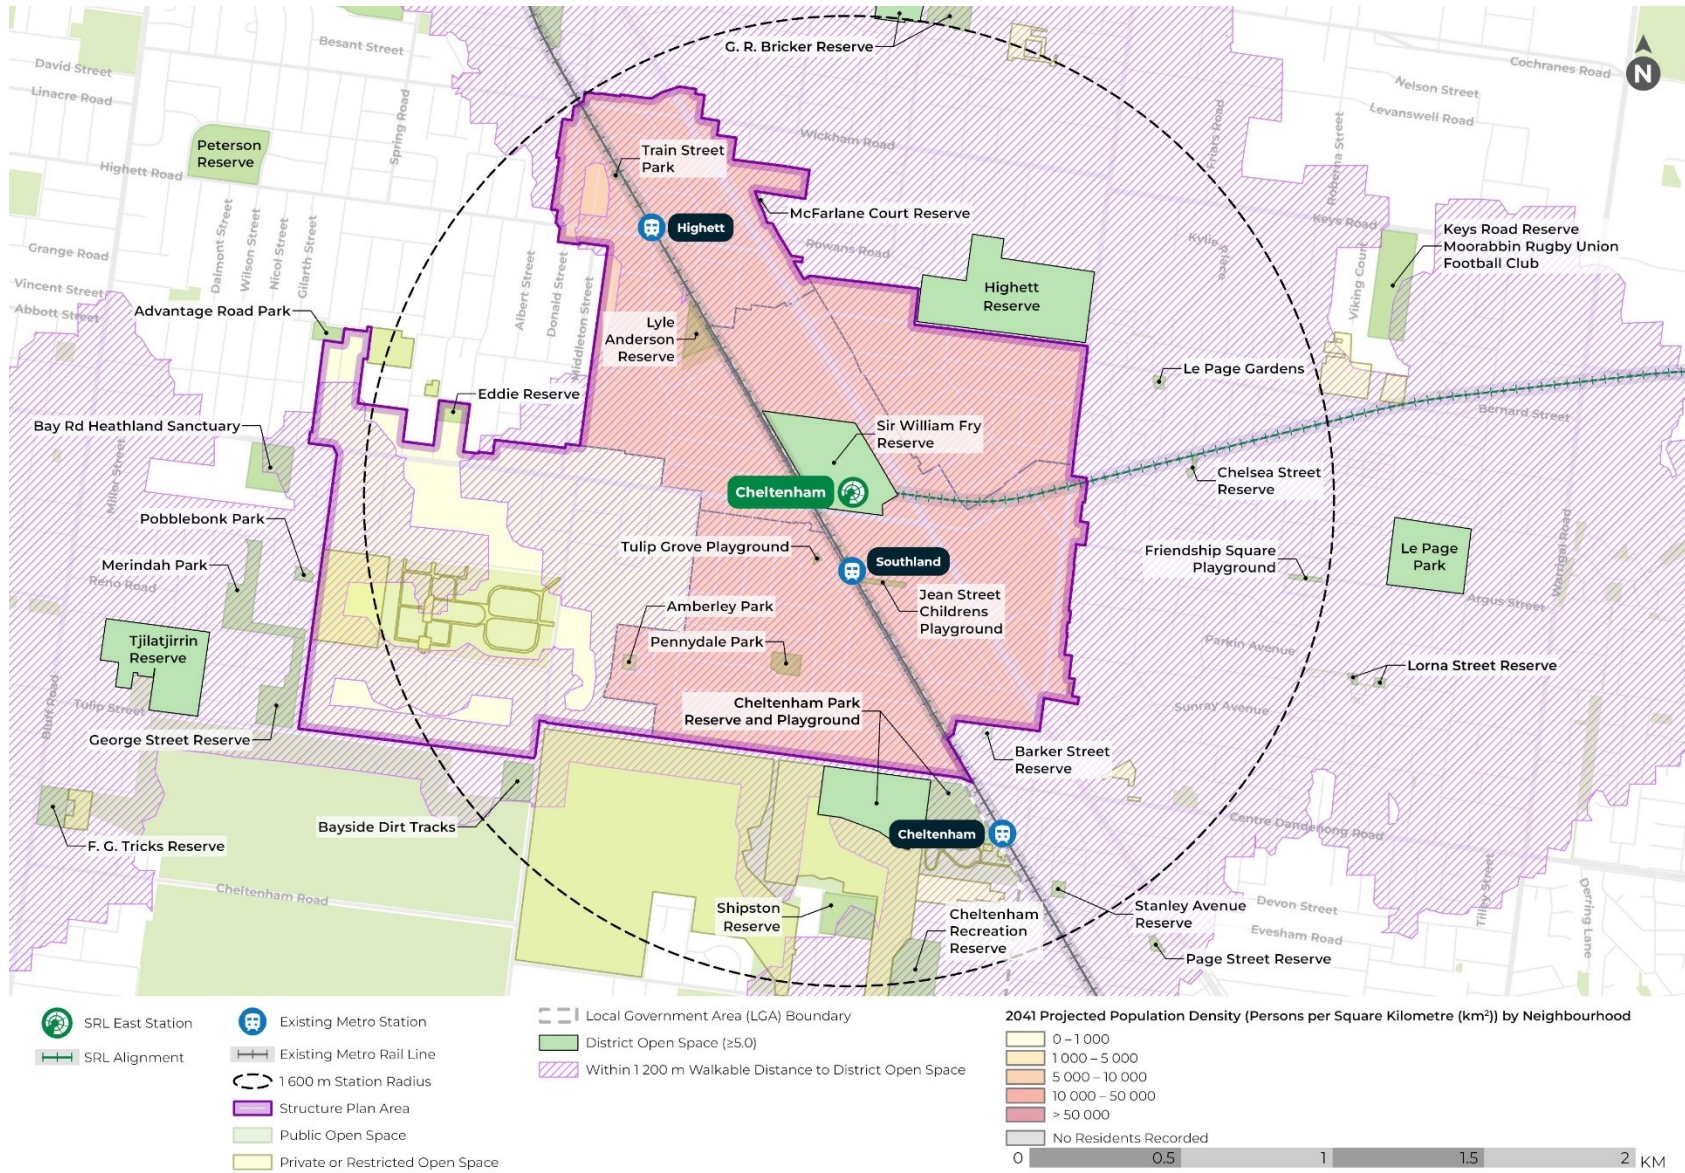 G. R. Bricker Reserve
Besant Street
David Street
Linacre Road
Spring Road
Cochranes Road
N
Nelson Street
Levanswell Road
Friars Road
Roberna Street
Wickham Road
Peterson
Reserve
Train Street
Park
Highett Road
McFarlane Court Reserve
Highett
Rowans Road
Keys Road
Kylie Place
Keys Road Reserve
Moorabbin Rugby Union
Football Club
Grange Road
Dalmont Street
Wilson Street
Nicol Street
Gilarth Street
Albert Street
Donald Street
Middleton Street
Viking Court
Vincent Street
Abbott Street
Advantage Road Park
Highett
Reserve
Lyle
Anderson
Reserve
Le Page Gardens
Eddie Reserve
Bernard Street
Bay Rd Heathland Sanctuary
Sir William Fry
Reserve
Miller Street
Chelsea Street
Reserve
Cheltenham
Pobblebonk Park
Warrigal Road
Tulip Grove Playground
Southland
Friendship Square
Playground
Le Page
Park
Merindah Park
Reno Road
Jean Street
Childrens
Playground
Argus Street
Amberley Park
Parkin Avenue
Tjilatjirrin
Reserve
Pennydale Park
Lorna Street Reserve
Bluff Road
Tulip Street
Cheltenham Park
Reserve and Playground
Sunray Avenue
George Street Reserve
Barker Street
Reserve
Bayside Dirt Tracks
Cheltenham
Centre Dandenong Road
F. G. Tricks Reserve
Cheltenham Road
Shipston
Reserve
Cheltenham
Recreation
Reserve
Stanley Avenue
Reserve
Devon Street
Evesham Road
Tilley Street
Derring Lane
Page Street Reserve
SRL East Station
SRL Alignment
Existing Metro Station
Existing Metro Rail Line
1 600 m Station Radius
Structure Plan Area
Public Open Space
Private or Restricted Open Space
Local Government Area (LGA) Boundary
District Open Space (≥5.0)
Within 1 200 m Walkable Distance to District Open Space
2041 Projected Population Density (Persons per Square Kilometre (km²)) by Neighbourhood
0 – 1 000
1 000 – 5 000
5 000 – 10 000
10 000 – 50 000
> 50 000
No Residents Recorded
0 0.5 1 1.5 2 KM